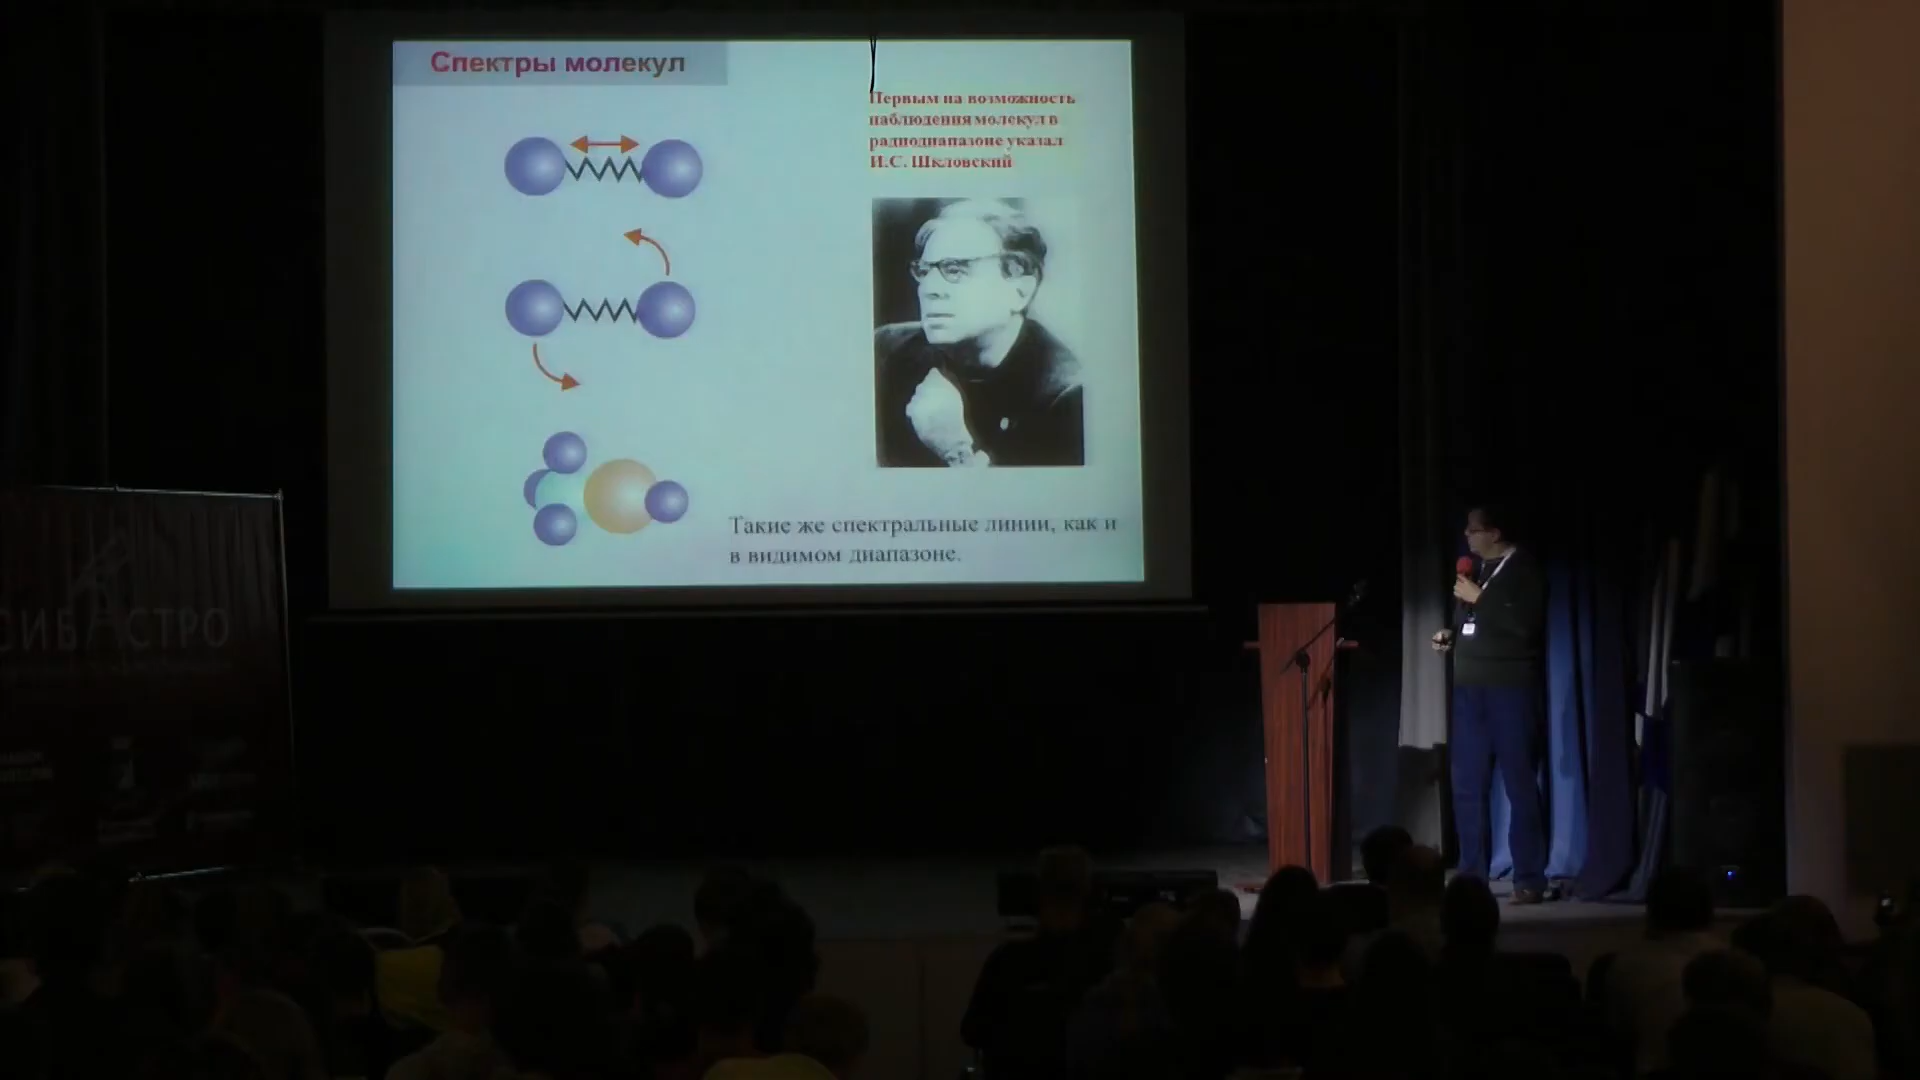 Спектры молекул
Первым на возможность
наблюдения молекул в
радиодиапазоне указал
И.С. Шкловский
Такие же спектральные линии, как и
в видимом диапазоне.
СИБАСТРО